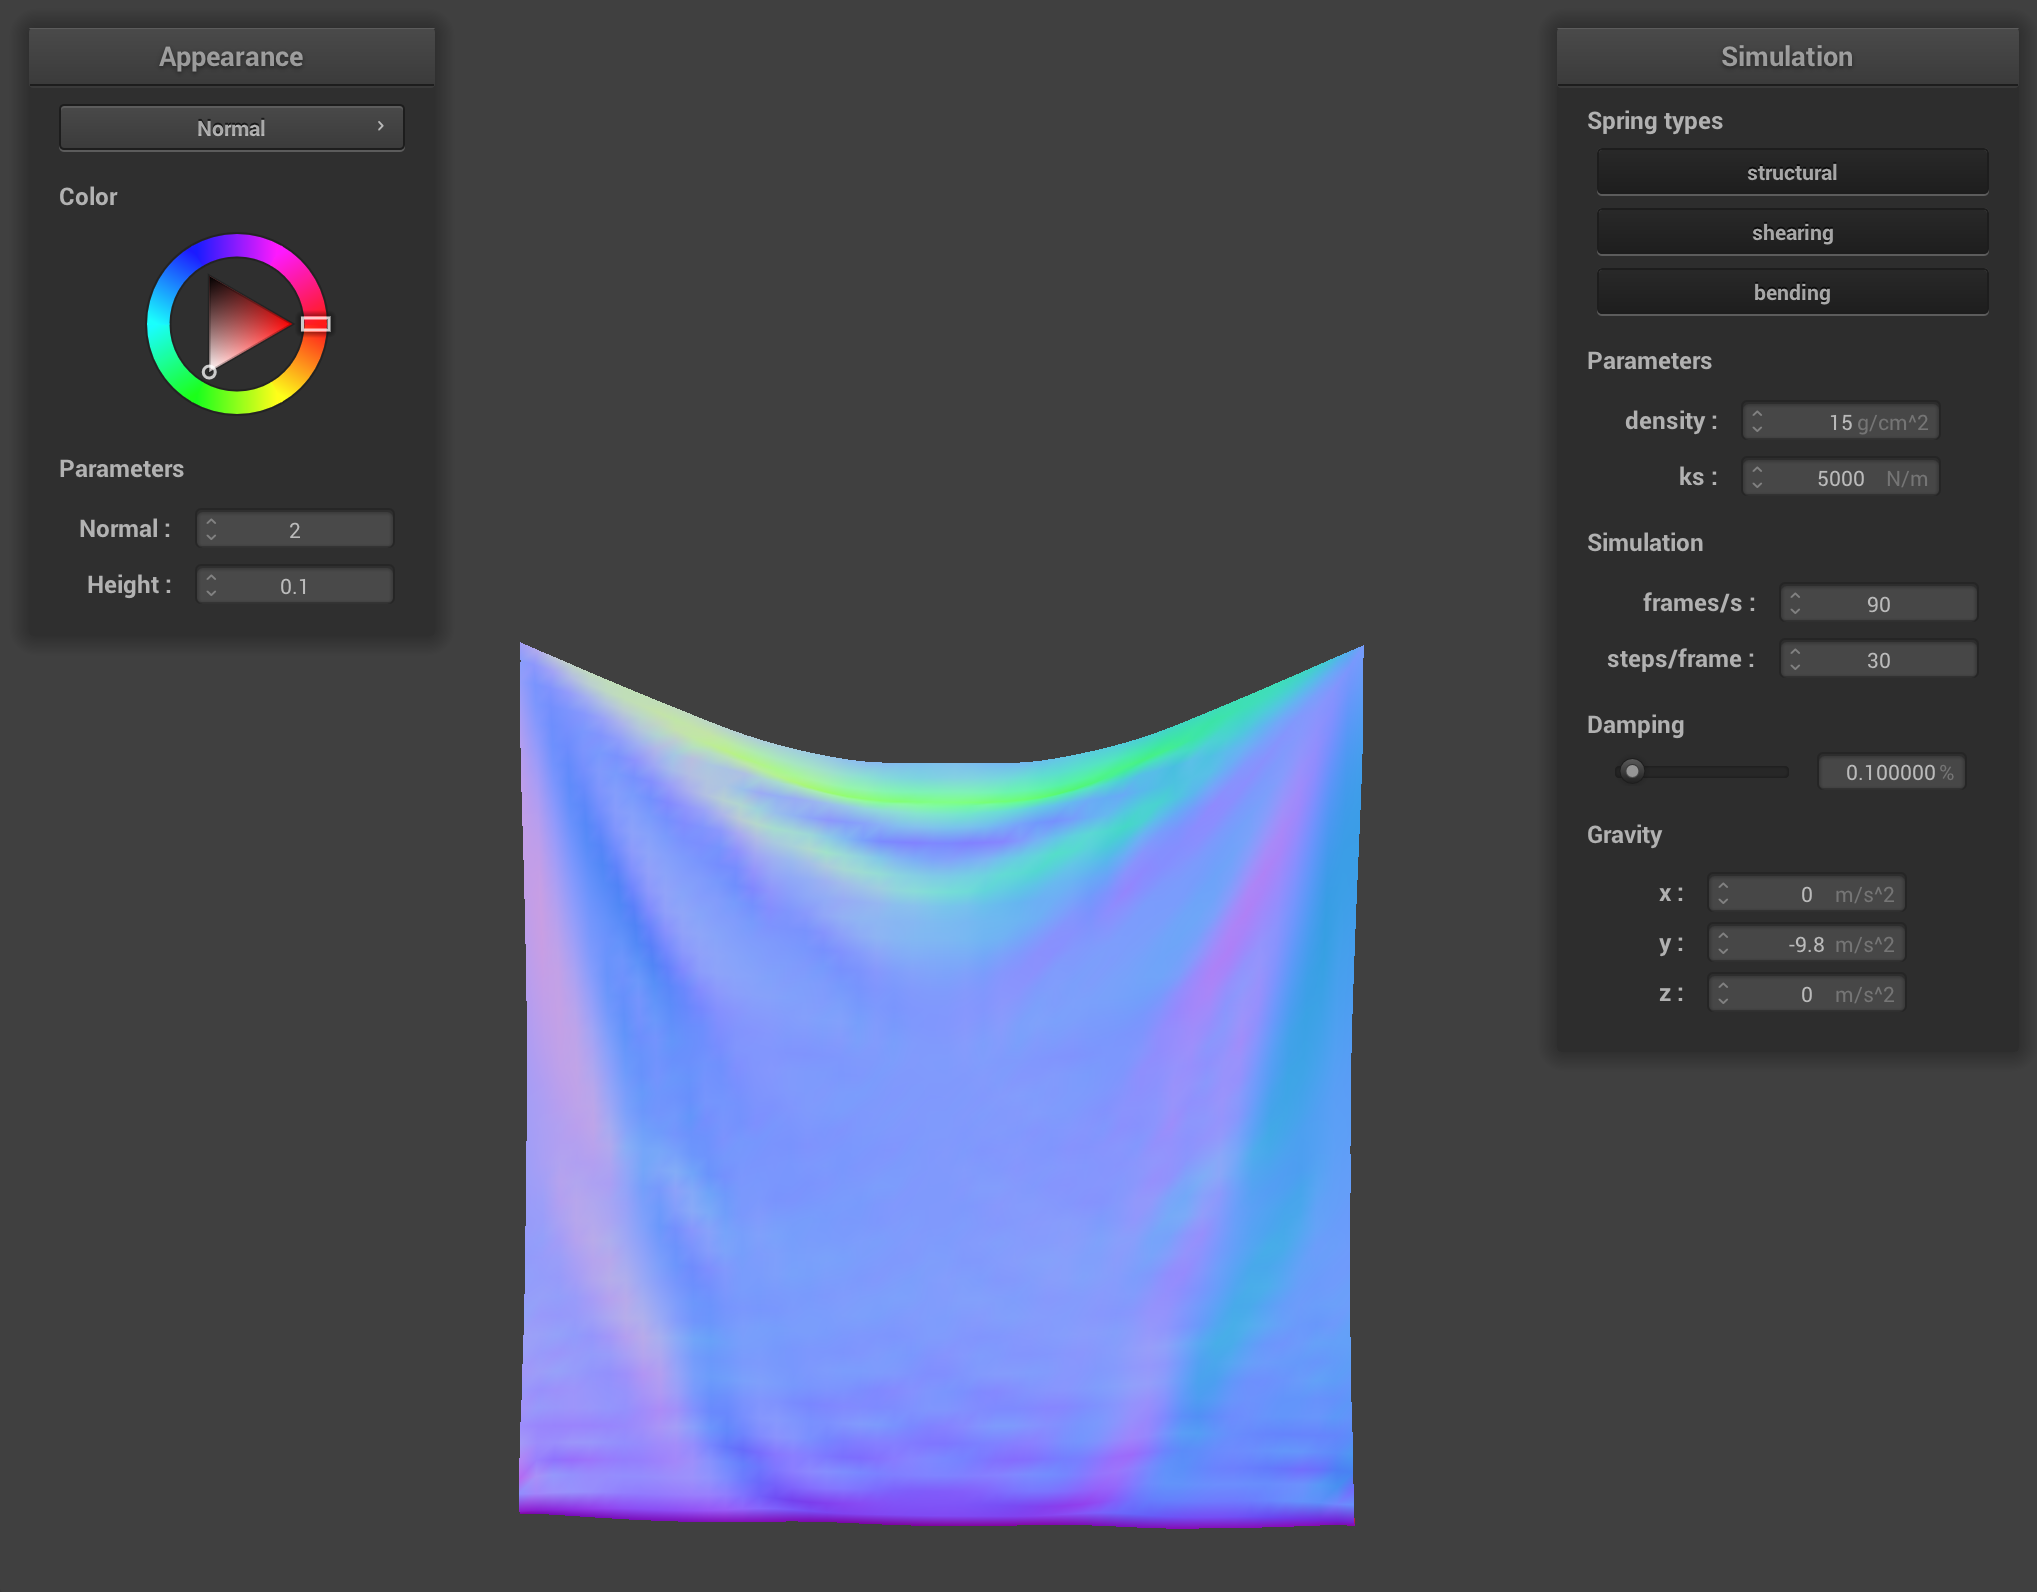 Appearance
Normal
Color
Parameters
Normal : 2
Height : 0.1
Simulation
Spring types
structural
shearing
bending
Parameters
density : 15 g/cm^2
ks : 5000 N/m
Simulation
frames/s : 90
steps/frame : 30
Damping
0.100000 %
Gravity
x : 0 m/s^2
y : -9.8 m/s^2
z : 0 m/s^2